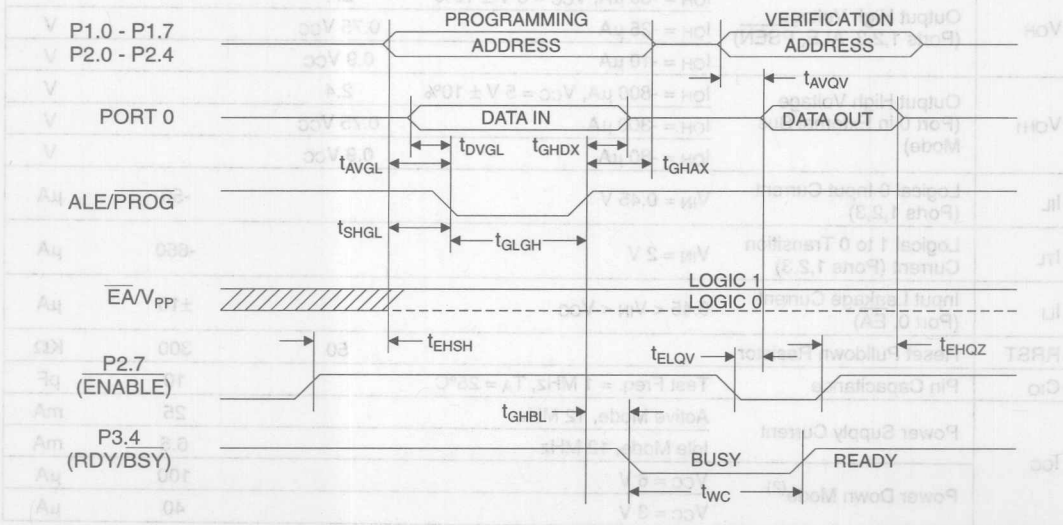 PROGRAMMING VERIFICATION
P1.0 - P1.7
P2.0 - P2.4
ADDRESS ADDRESS
tAVQV
PORT 0 DATA IN DATA OUT
tDVGL tGHDX
tAVGL tGHAX
ALE/PROG
tSHGL
tGLGH
LOGIC 1
EA/VPP LOGIC 0
tEHSH tELQV tEHQZ
P2.7
(ENABLE)
tGHBL
P3.4
(RDY/BSY) BUSY READY
tWC